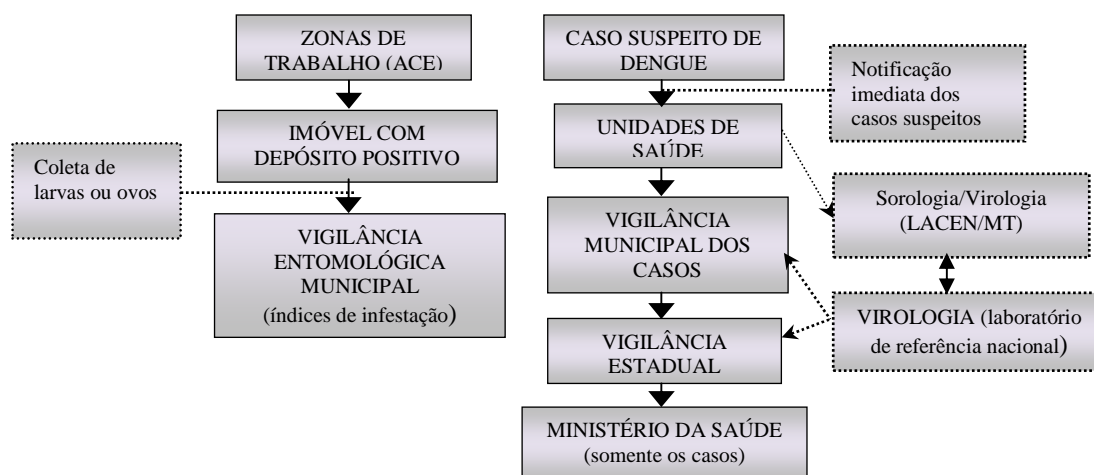 ZONAS DE
TRABALHO (ACE)
IMÓVEL COM
DEPÓSITO POSITIVO
Coleta de
larvas ou ovos
VIGILÂNCIA
ENTOMOLÓGICA
MUNICIPAL
(índices de infestação)
CASO SUSPEITO DE
DENGUE
Notificação
imediata dos
casos suspeitos
UNIDADES DE
SAÚDE
Sorologia/Virologia
(LACEN/MT)
VIGILÂNCIA
MUNICIPAL DOS
CASOS
VIROLOGIA (laboratório
de referência nacional)
VIGILÂNCIA
ESTADUAL
MINISTÉRIO DA SAÚDE
(somente os casos)